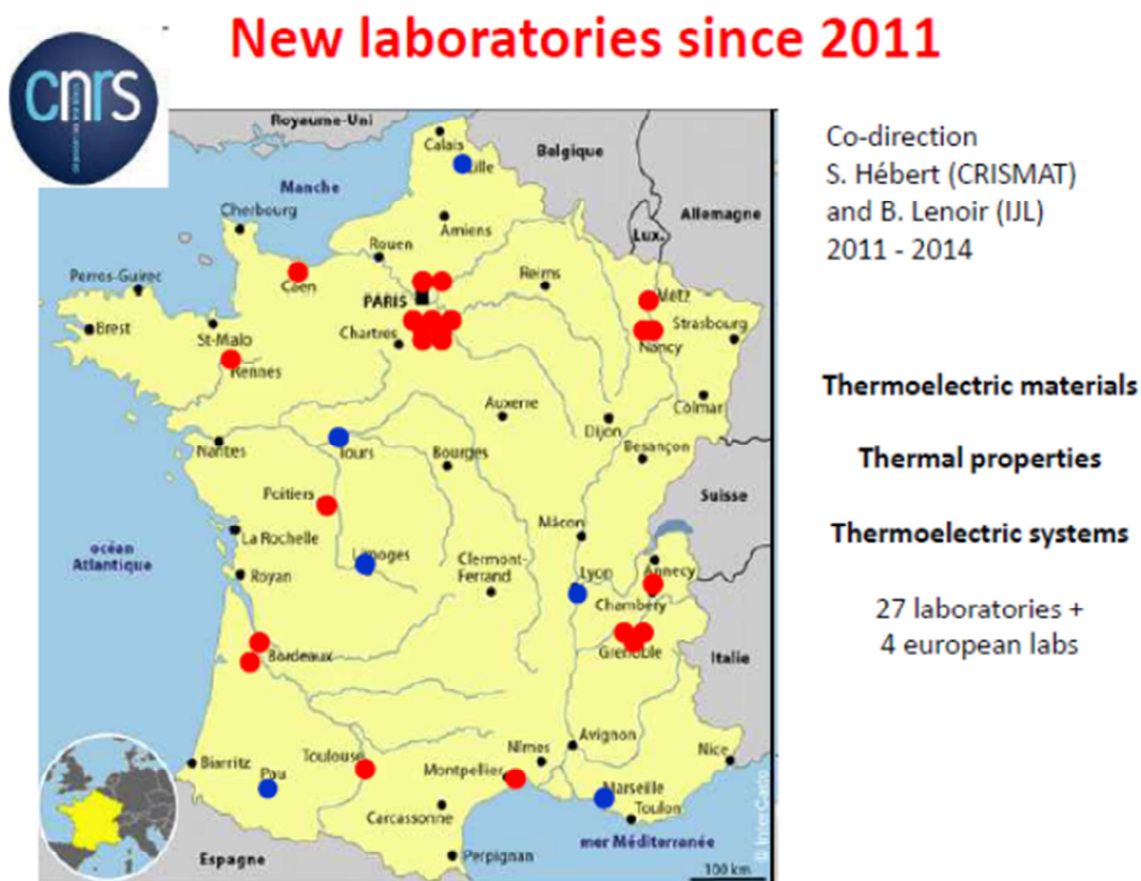 New laboratories since 2011
cnrs
Royaume-Uni
Calais
Lille
Belgique
Manche
Allemagne
Cherbourg
Amiens
Lux.
Rouen
Perros-Guirec
Caen
Reims
Metz
PARIS
Brest
St-Malo
Chartres
Strasbourg
Nancy
Rennes
Auxerre
Colmar
Dijon
Nantes
Tours
Bourges
Besançon
Poitiers
Suisse
Mâcon
La Rochelle
océan
Atlantique
Limoges
Clermont-
Ferrand
Royan
Lyon
Annecy
Chambéry
Bordeaux
Grenoble
Italie
Avignon
Nîmes
Nice
Biarritz
Toulouse
Montpellier
Pau
Marseille
Toulon
Carcassonne
mer Méditerranée
Espagne
Perpignan
100 km
Co-direction
S. Hébert (CRISMAT)
and B. Lenoir (IJL)
2011 - 2014
Thermoelectric materials
Thermal properties
Thermoelectric systems
27 laboratories +
4 european labs